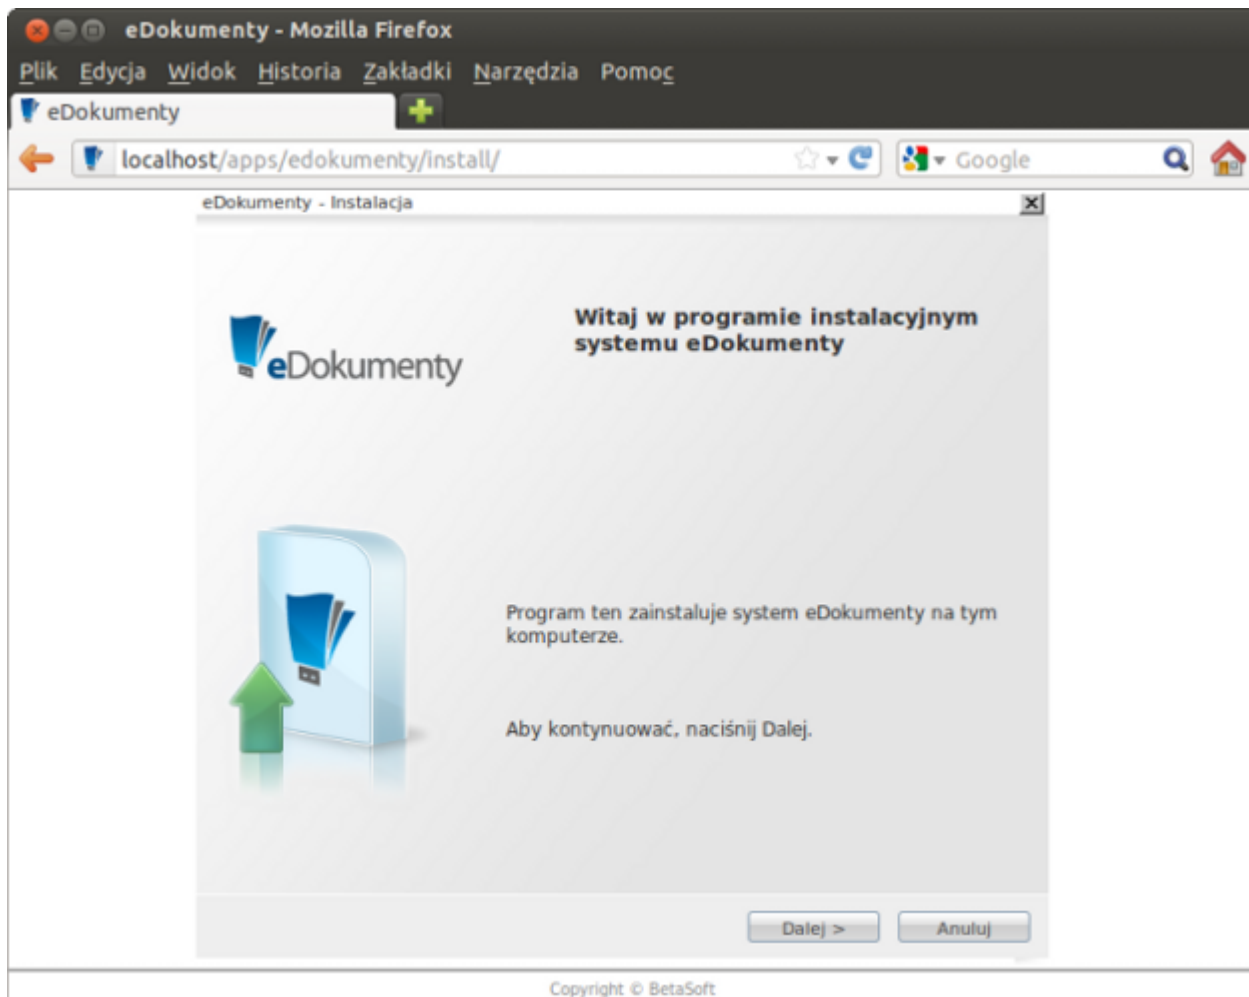 eDokumenty - Mozilla Firefox
Plik Edycja Widok Historia Zakładki Narzędzia Pomoc
eDokumenty
localhost/apps/edokumenty/install/ Google
eDokumenty - Instalacja
Witaj w programie instalacyjnym
systemu eDokumenty
eDokumenty
Program ten zainstaluje system eDokumenty na tym
komputerze.
Aby kontynuować, naciśnij Dalej.
Dalej > Anuluj
Copyright © BetaSoft